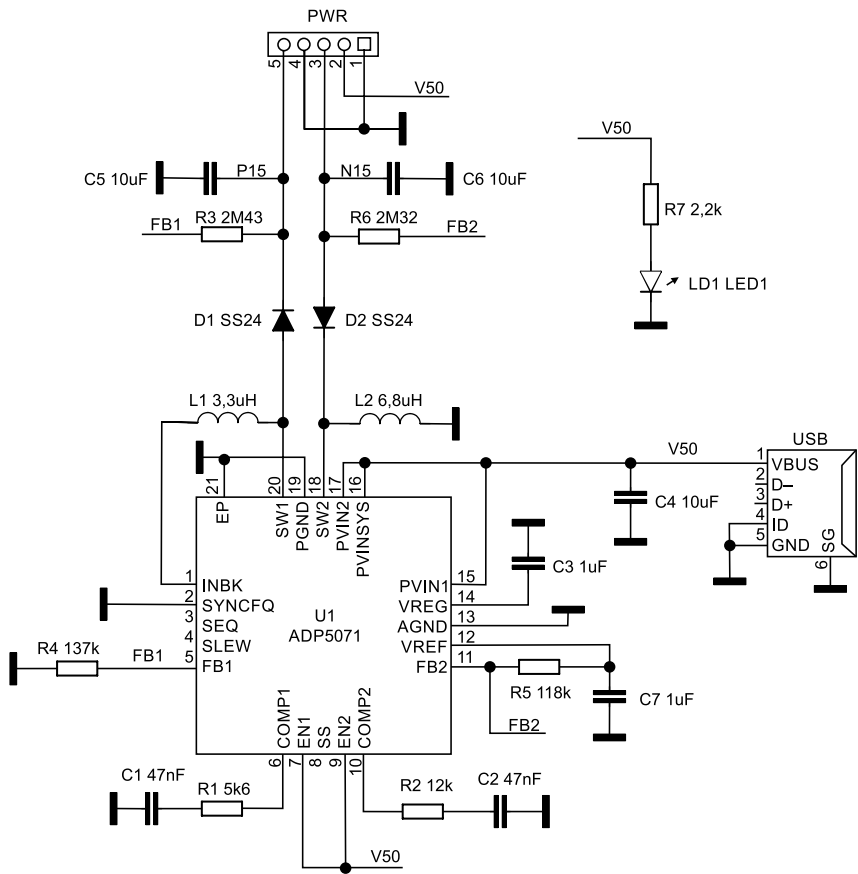 PWR
5 4 3 2 1
V50
C5 10uF
P15
N15
C6 10uF
FB1
R3 2M43
R6 2M32
FB2
V50
R7 2,2k
LD1 LED1
D1 SS24
D2 SS24
L1 3,3uH
L2 6,8uH
21 20 19 18 17 16
EP
SW1
PGND
SW2
PVIN2
PVINSYS
V50
USB
1 VBUS
2 D–
3 D+
4 ID
5 GND
6 SG
C4 10uF
C3 1uF
1 INBK
2 SYNCFQ
3 SEQ
4 SLEW
5 FB1
U1
ADP5071
PVIN1 15
VREG 14
AGND 13
VREF 12
FB2 11
R4 137k
FB1
R5 118k
FB2
C7 1uF
COMP1
EN1
SS
EN2
COMP2
6 7 8 9 10
C1 47nF
R1 5k6
R2 12k
C2 47nF
V50